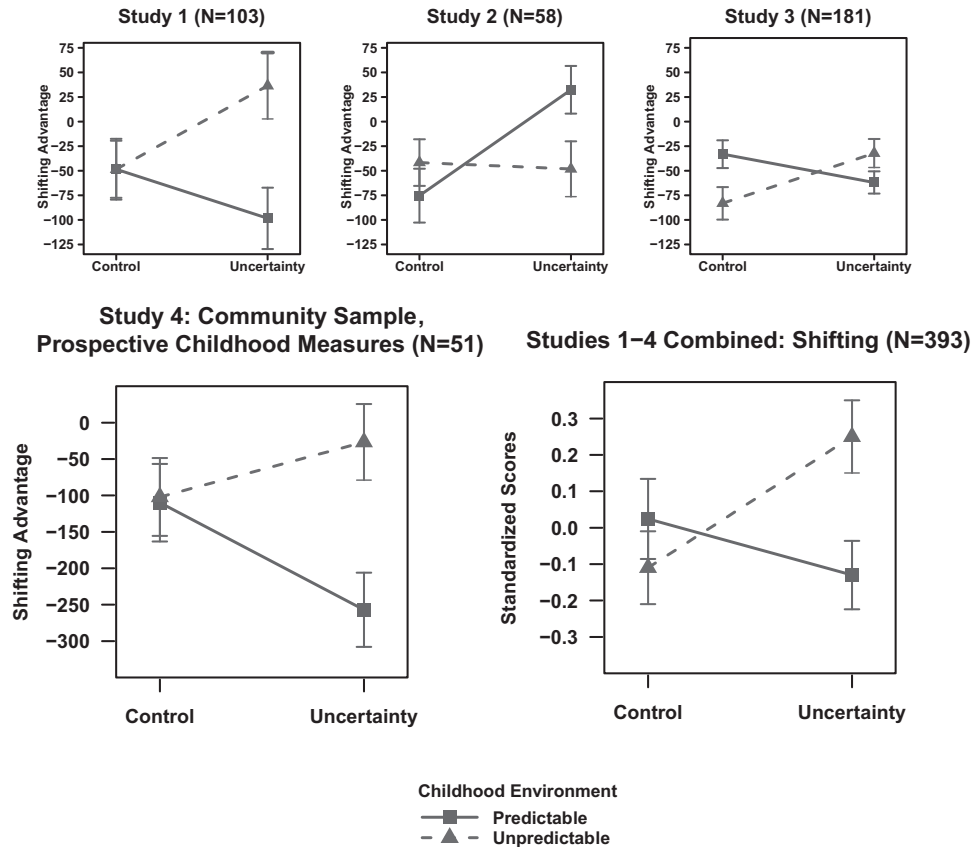 Study 1 (N=103)
Study 2 (N=58)
Study 3 (N=181)
Shifting Advantage
75
50
25
0
−25
−50
−75
−100
−125
Control
Uncertainty
Shifting Advantage
75
50
25
0
−25
−50
−75
−100
−125
Control
Uncertainty
Shifting Advantage
75
50
25
0
−25
−50
−75
−100
−125
Control
Uncertainty
Study 4: Community Sample,
Prospective Childhood Measures (N=51)
Shifting Advantage
0
−50
−100
−150
−200
−250
−300
Control
Uncertainty
Studies 1−4 Combined: Shifting (N=393)
Standardized Scores
0.3
0.2
0.1
0.0
−0.1
−0.2
−0.3
Control
Uncertainty
Childhood Environment
Predictable
Unpredictable